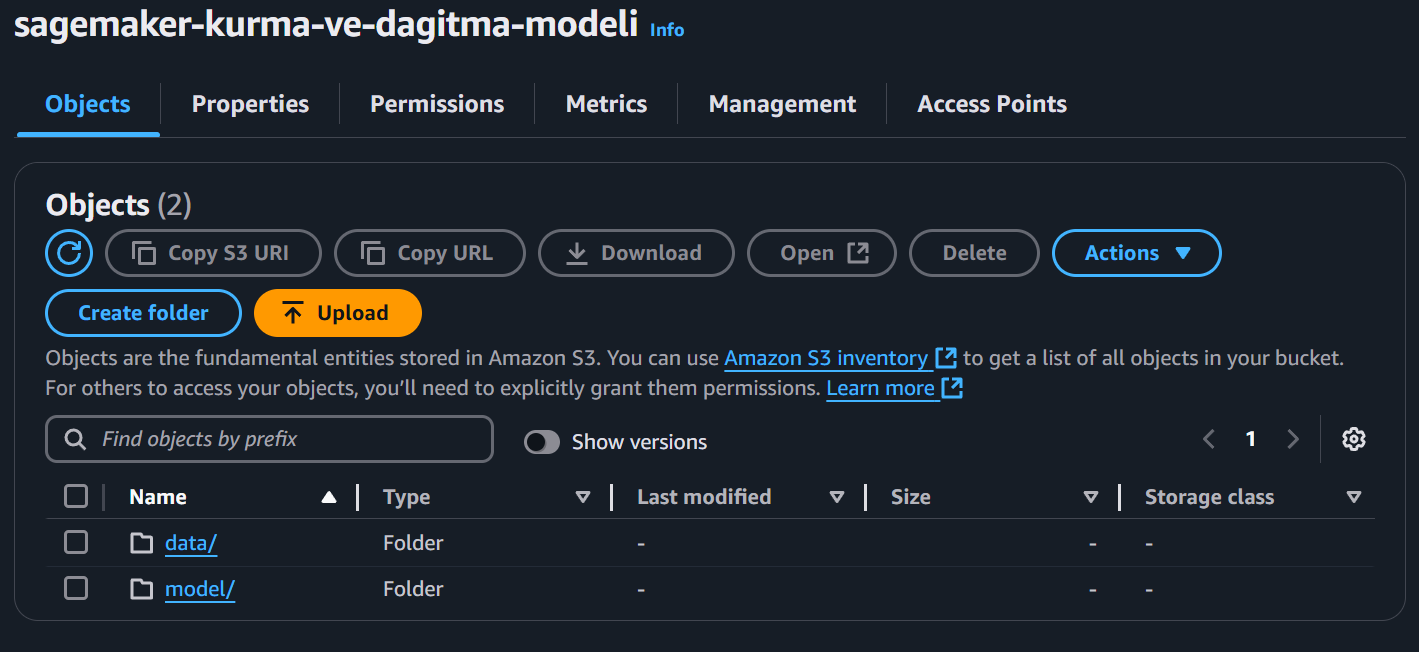 sagemaker-kurma-ve-dagitma-modeli Info
Objects Properties Permissions Metrics Management Access Points
Objects (2)
Copy S3 URI Copy URL Download Open Delete Actions
Create folder Upload
Objects are the fundamental entities stored in Amazon S3. You can use Amazon S3 inventory to get a list of all objects in your bucket.
For others to access your objects, you’ll need to explicitly grant them permissions. Learn more
Find objects by prefix Show versions 1
Name Type Last modified Size Storage class
data/ Folder - - -
model/ Folder - - -